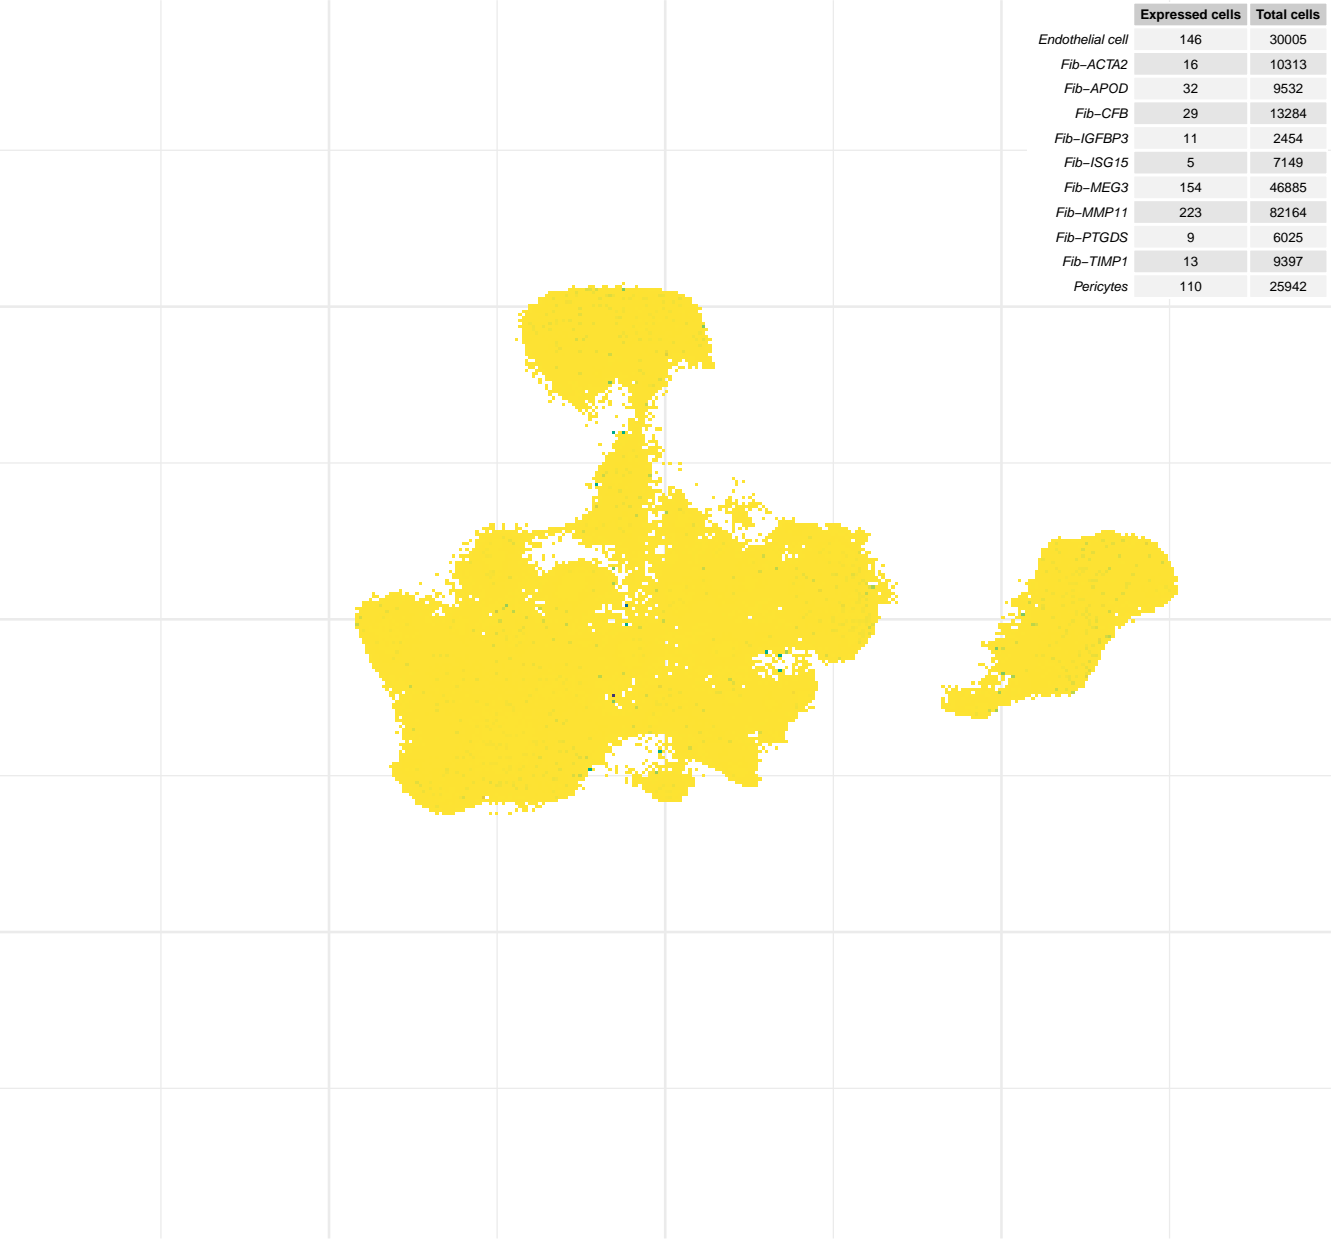 Expressed cells Total cells
Endothelial cell 146 30005
Fib−ACTA2 16 10313
Fib−APOD 32 9532
Fib−CFB 29 13284
Fib−IGFBP3 11 2454
Fib−ISG15 5 7149
Fib−MEG3 154 46885
Fib−MMP11 223 82164
Fib−PTGDS 9 6025
Fib−TIMP1 13 9397
Pericytes 110 25942